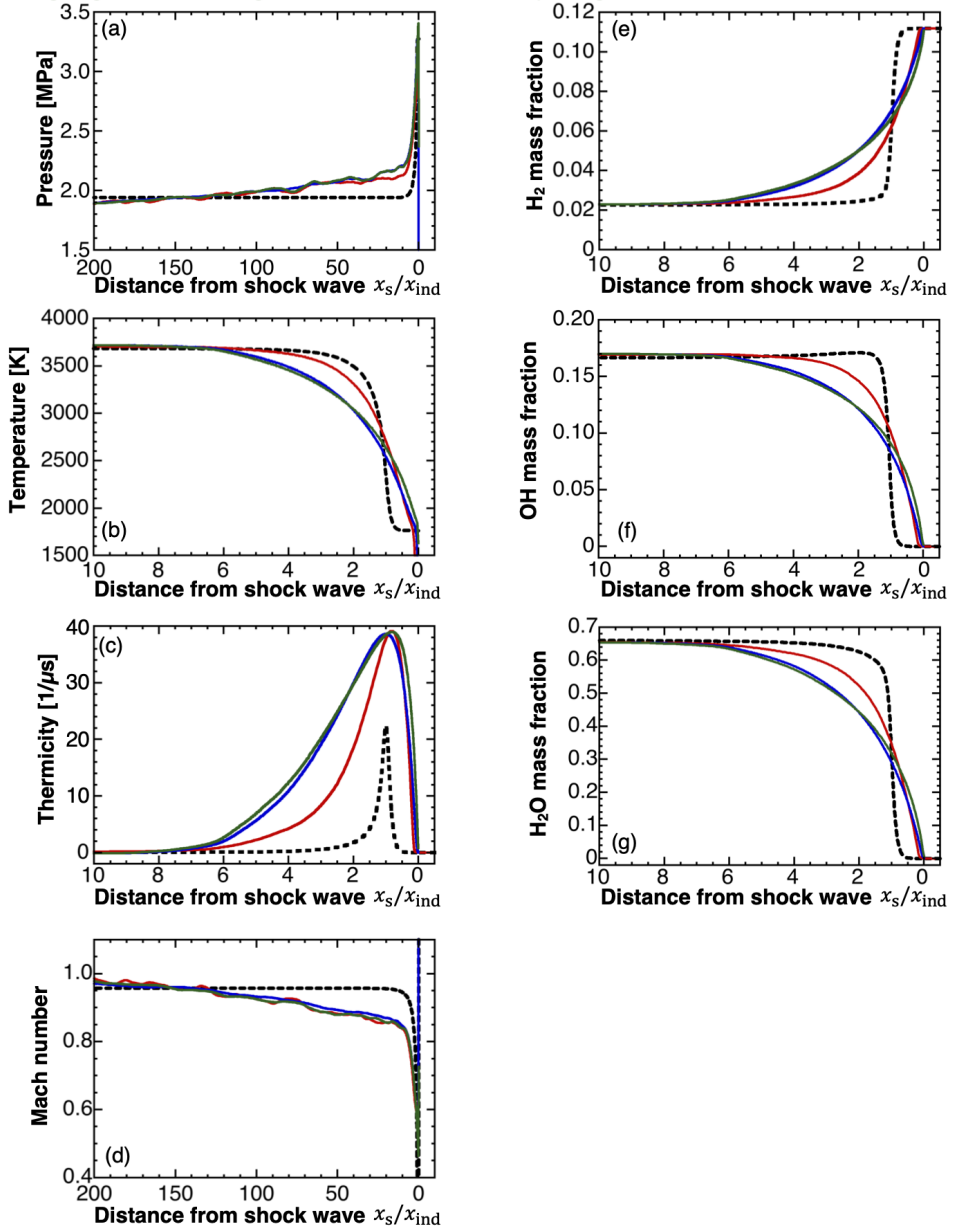 (a)
Pressure [MPa]
3.5
3.0
2.5
2.0
1.5
200 150 100 50 0
Distance from shock wave xₛ/x_ind
(e)
H₂ mass fraction
0.12
0.10
0.08
0.06
0.04
0.02
0
10 8 6 4 2 0
Distance from shock wave xₛ/x_ind
(b)
Temperature [K]
4000
3500
3000
2500
2000
1500
10 8 6 4 2 0
Distance from shock wave xₛ/x_ind
(f)
OH mass fraction
0.20
0.15
0.10
0.05
0
10 8 6 4 2 0
Distance from shock wave xₛ/x_ind
(c)
Thermicity [1/µs]
40
30
20
10
0
10 8 6 4 2 0
Distance from shock wave xₛ/x_ind
(g)
H₂O mass fraction
0.7
0.6
0.5
0.4
0.3
0.2
0.1
0
10 8 6 4 2 0
Distance from shock wave xₛ/x_ind
(d)
Mach number
1.0
0.8
0.6
0.4
200 150 100 50 0
Distance from shock wave xₛ/x_ind